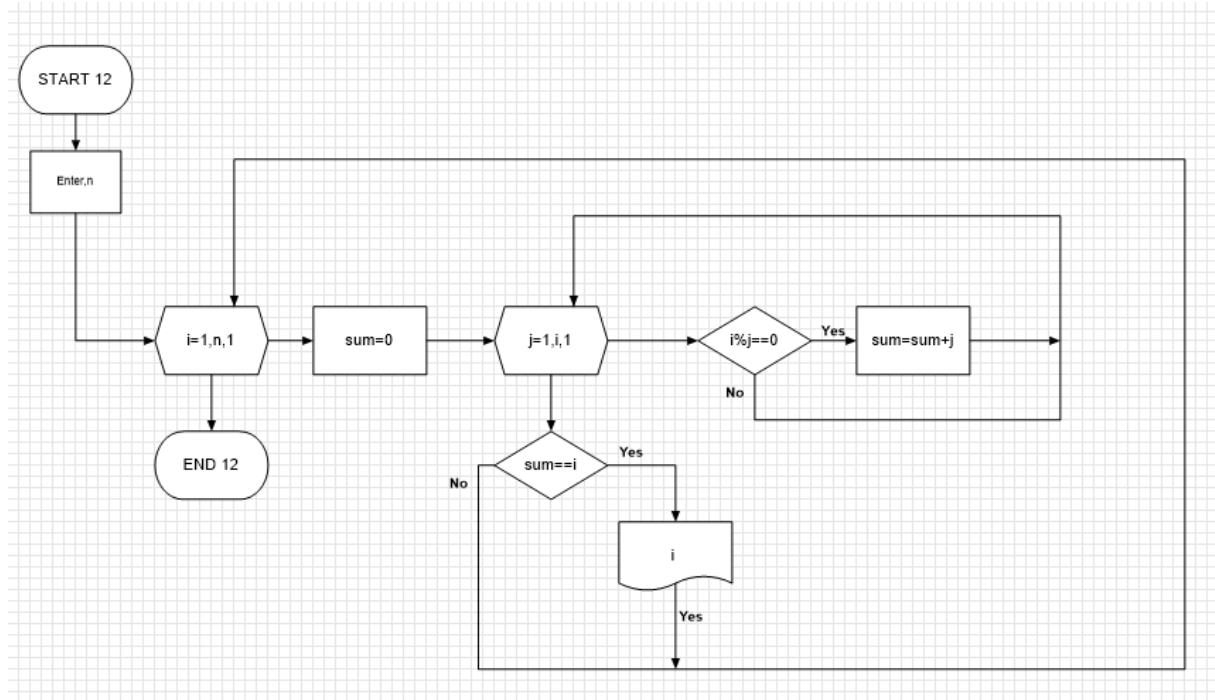 START 12
Enter,n
i=1,n,1
sum=0
j=1,i,1
i%j==0
Yes
sum=sum+j
No
END 12
sum==i
Yes
No
i
Yes